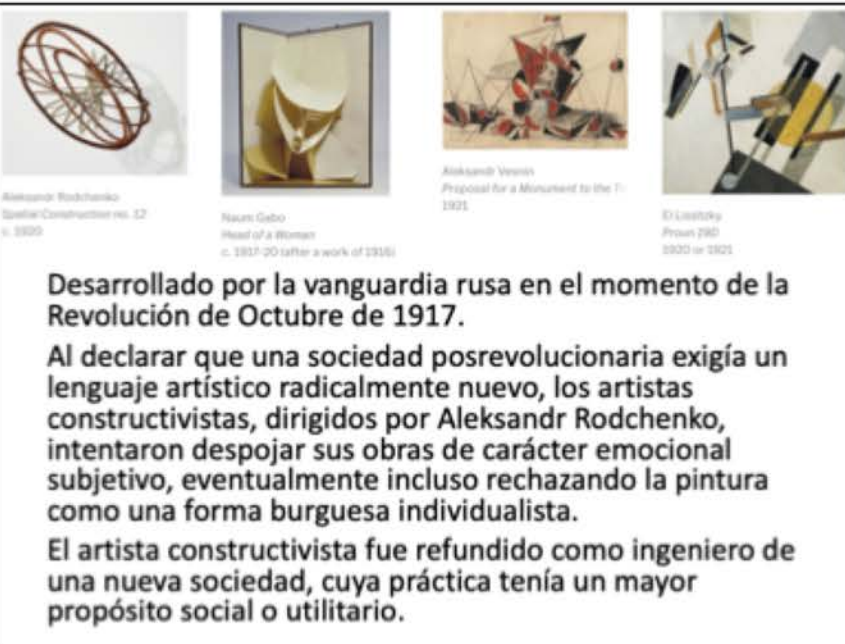 Aleksandr Rodchenko
Spatial Construction no. 12
c. 1920
Naum Gabo
Head of a Woman
c. 1917-20 (after a work of 1916)
Aleksandr Vesnin
Proposal for a Monument to the T
1921
El Lissitzky
Proun 19D
1920 or 1921
Desarrollado por la vanguardia rusa en el momento de la
Revolución de Octubre de 1917.
Al declarar que una sociedad posrevolucionaria exigía un
lenguaje artístico radicalmente nuevo, los artistas
constructivistas, dirigidos por Aleksandr Rodchenko,
intentaron despojar sus obras de carácter emocional
subjetivo, eventualmente incluso rechazando la pintura
como una forma burguesa individualista.
El artista constructivista fue refundido como ingeniero de
una nueva sociedad, cuya práctica tenía un mayor
propósito social o utilitario.